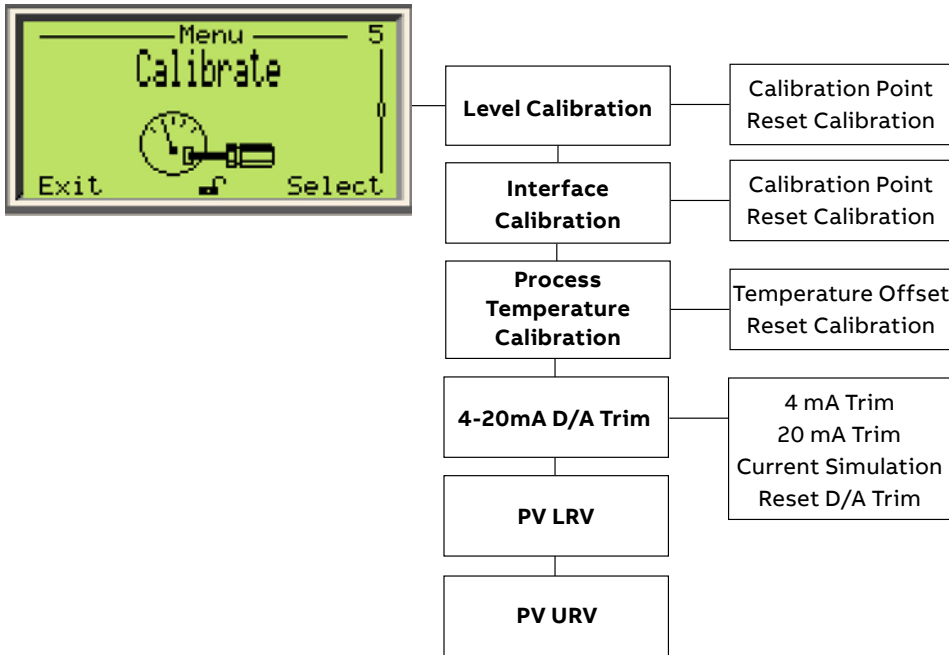 Menu 5
Calibrate
Exit Select
Level Calibration
Calibration Point
Reset Calibration
Interface
Calibration
Calibration Point
Reset Calibration
Process
Temperature
Calibration
Temperature Offset
Reset Calibration
4-20mA D/A Trim
4 mA Trim
20 mA Trim
Current Simulation
Reset D/A Trim
PV LRV
PV URV